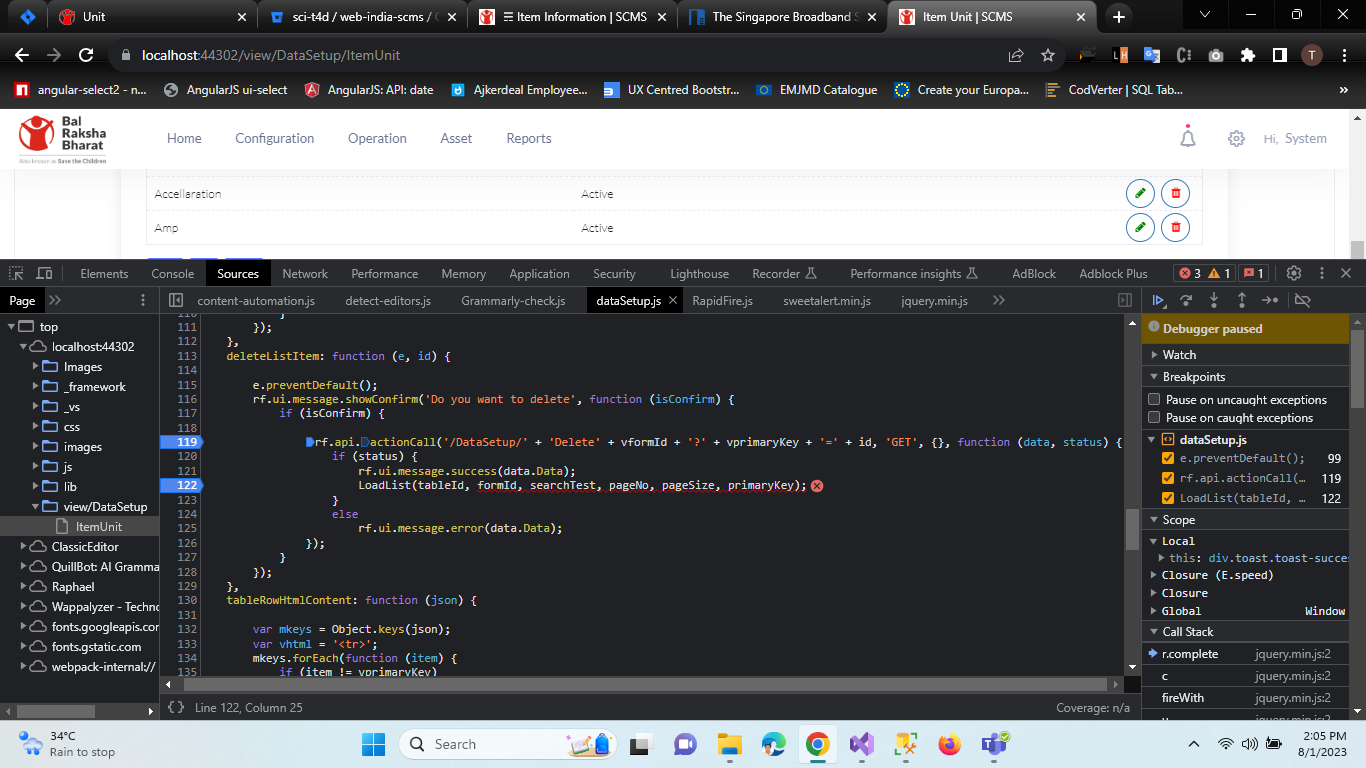 Unit
sci-t4d / web-india-scms /
Item Information | SCMS
The Singapore Broadband
Item Unit | SCMS
localhost:44302/view/DataSetup/ItemUnit
T
angular-select2 - n...
AngularJS ui-select
AngularJS: API: date
Ajkerdeal Employee...
UX Centred Bootstr...
EMJMD Catalogue
Create your Europa...
CodVerter | SQL Tab...
»
Bal
Raksha
Bharat
Also known as Save the Children
Home
Configuration
Operation
Asset
Reports
Hi, System
Accellaration
Active
Amp
Active
Elements
Console
Sources
Network
Performance
Memory
Application
Security
Lighthouse
Recorder
Performance insights
AdBlock
Adblock Plus
3
1
1
Page
content-automation.js
detect-editors.js
Grammarly-check.js
dataSetup.js
RapidFire.js
sweetalert.min.js
jquery.min.js
top
localhost:44302
Images
_framework
_vs
css
images
js
lib
view/DataSetup
ItemUnit
ClassicEditor
QuillBot: AI Gramma
Raphael
Wappalyzer - Techno
fonts.googleapis.cor
fonts.gstatic.com
webpack-internal://
110 }
111 });
112 },
113 deleteListItem: function (e, id) {
114
115 e.preventDefault();
116 rf.ui.message.showConfirm('Do you want to delete', function (isConfirm) {
117 if (isConfirm) {
118
119 rf.api.actionCall('/DataSetup/' + 'Delete' + vformId + '?' + vprimaryKey + '=' + id, 'GET', {}, function (data, status) {
120 if (status) {
121 rf.ui.message.success(data.Data);
122 LoadList(tableId, formId, searchTest, pageNo, pageSize, primaryKey);
123 }
124 else
125 rf.ui.message.error(data.Data);
126 });
127 }
128 });
129 },
130 tableRowHtmlContent: function (json) {
131
132 var mkeys = Object.keys(json);
133 var vhtml = '<tr>';
134 mkeys.forEach(function (item) {
135 if (item != vprimaryKey)
{ } Line 122, Column 25
Coverage: n/a
Debugger paused
Watch
Breakpoints
Pause on uncaught exceptions
Pause on caught exceptions
dataSetup.js
e.preventDefault(); 99
rf.api.actionCall(… 119
LoadList(tableId, … 122
Scope
Local
this: div.toast.toast-succe
Closure (E.speed)
Closure
Global Window
Call Stack
r.complete jquery.min.js:2
c jquery.min.js:2
fireWith jquery.min.js:2
34°C
Rain to stop
Search
2:05 PM
8/1/2023